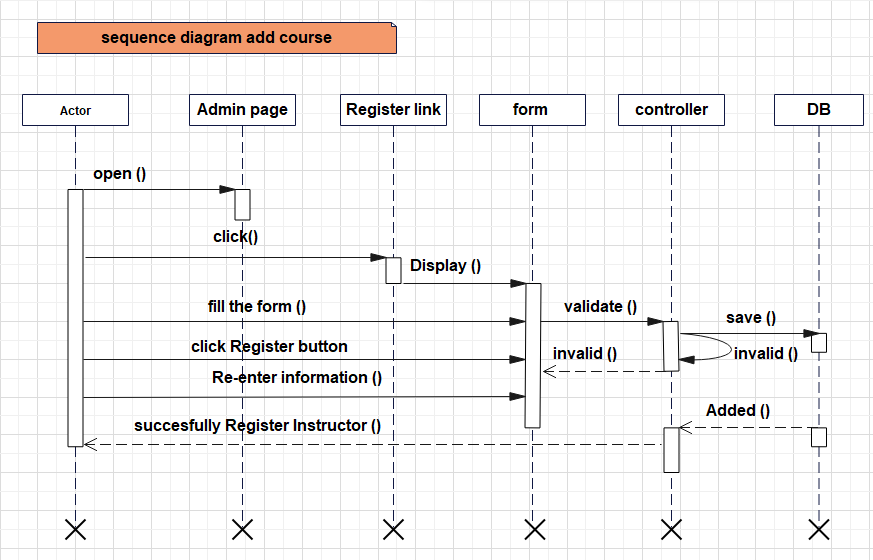 sequence diagram add course
Actor
Admin page
Register link
form
controller
DB
open ()
click()
Display ()
fill the form ()
validate ()
save ()
click Register button
invalid ()
invalid ()
Re-enter information ()
Added ()
succesfully Register Instructor ()